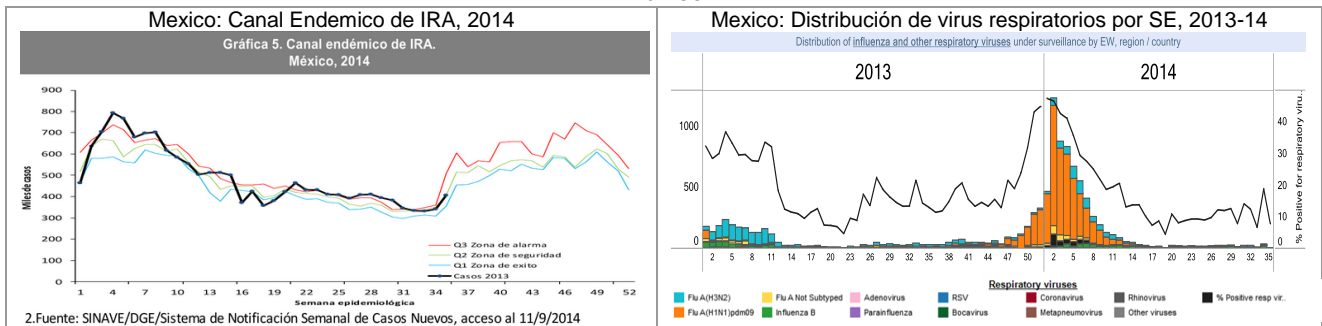 Mexico: Canal Endemico de IRA, 2014
Gráfica 5. Canal endémico de IRA.
México, 2014
900
800
700
600
500
400
300
200
100
0
Miles de casos
1 4 7 10 13 16 19 22 25 28 31 34 37 40 43 46 49 52
Semana epidemiológica
Q3 Zona de alarma
Q2 Zona de seguridad
Q1 Zona de exito
Casos 2013
2.Fuente: SINAVE/DGE/Sistema de Notificación Semanal de Casos Nuevos, acceso al 11/9/2014
Mexico: Distribución de virus respiratorios por SE, 2013-14
Distribution of influenza and other respiratory viruses under surveillance by EW, region / country
2013 2014
1000
500
0
40
30
20
10
0
% Positive for respiratory viru..
2 5 8 11 14 17 20 23 26 29 32 35 38 41 44 47 50 2 5 8 11 14 17 20 23 26 29 32 35
Respiratory viruses
Flu A(H3N2) Flu A Not Subtyped Adenovirus RSV Coronavirus Rhinovirus % Positive resp vir..
Flu A(H1N1)pdm09 Influenza B Parainfluenza Bocavirus Metapneumovirus Other viruses